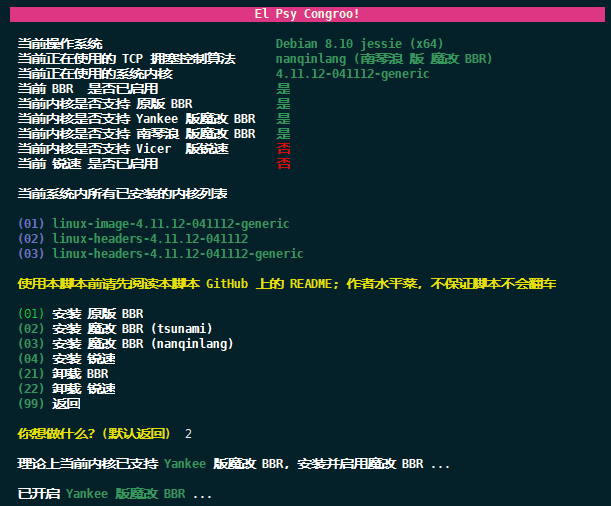 El Psy Congroo!
当前操作系统 Debian 8.10 jessie (x64)
当前正在使用的 TCP 拥塞控制算法 nanqinlang (南琴浪 版 魔改 BBR)
当前正在使用的系统内核 4.11.12-041112-generic
当前 BBR 是否已启用 是
当前内核是否支持 原版 BBR 是
当前内核是否支持 Yankee 版魔改 BBR 是
当前内核是否支持 南琴浪 版魔改 BBR 是
当前内核是否支持 Vicer 版锐速 否
当前 锐速 是否已启用 否
当前系统内所有已安装的内核列表
(01) linux-image-4.11.12-041112-generic
(02) linux-headers-4.11.12-041112
(03) linux-headers-4.11.12-041112-generic
使用本脚本前请先阅读本脚本 GitHub 上的 README; 作者水平菜, 不保证脚本不会翻车
(01) 安装 原版 BBR
(02) 安装 魔改 BBR (tsunami)
(03) 安装 魔改 BBR (nanqinlang)
(04) 安装 锐速
(21) 卸载 BBR
(22) 卸载 锐速
(99) 返回
你想做什么? (默认返回) 2
理论上当前内核已支持 Yankee 版魔改 BBR, 安装并启用魔改 BBR ...
已开启 Yankee 版魔改 BBR ...